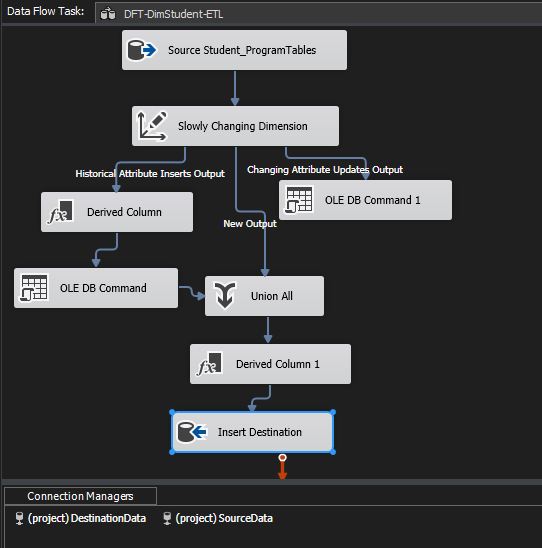 Data Flow Task: DFT-DimStudent-ETL
Source Student_ProgramTables
Slowly Changing Dimension
Historical Attribute Inserts Output
Changing Attribute Updates Output
Derived Column
OLE DB Command 1
New Output
OLE DB Command
Union All
Derived Column 1
Insert Destination
Connection Managers
(project) DestinationData (project) SourceData